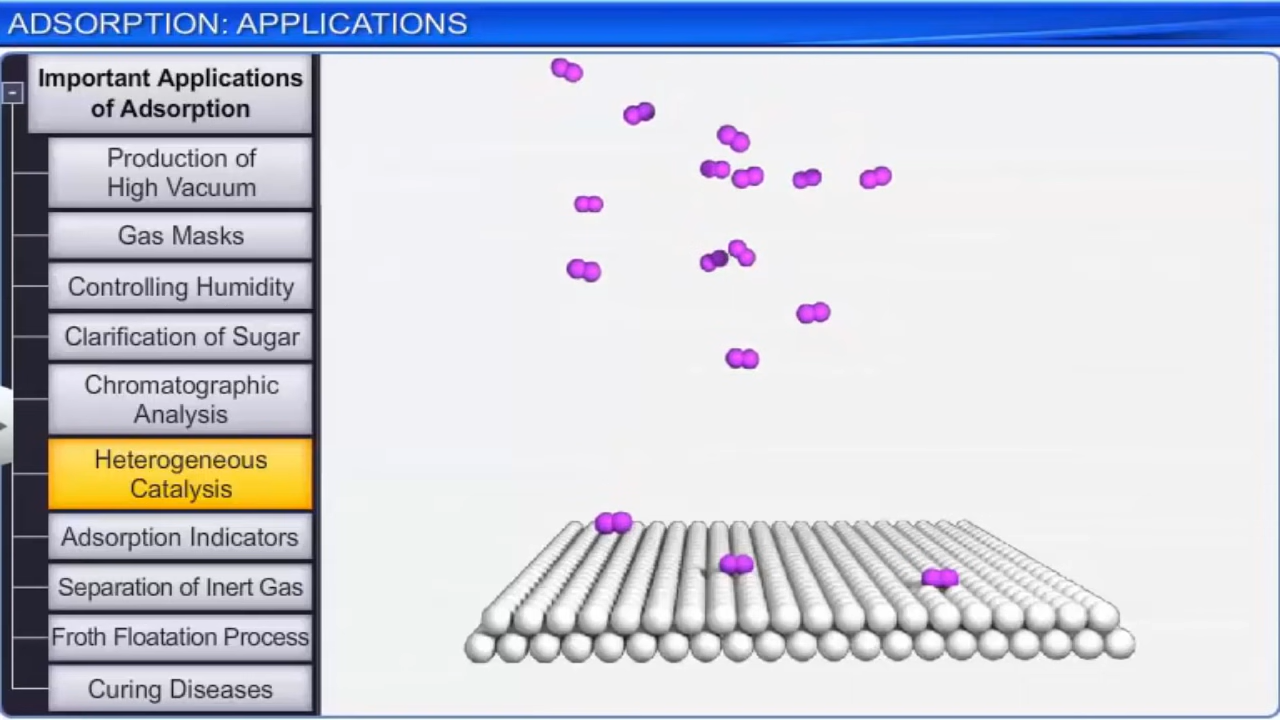 ADSORPTION: APPLICATIONS
Important Applications
of Adsorption
Production of
High Vacuum
Gas Masks
Controlling Humidity
Clarification of Sugar
Chromatographic
Analysis
Heterogeneous
Catalysis
Adsorption Indicators
Separation of Inert Gas
Froth Floatation Process
Curing Diseases